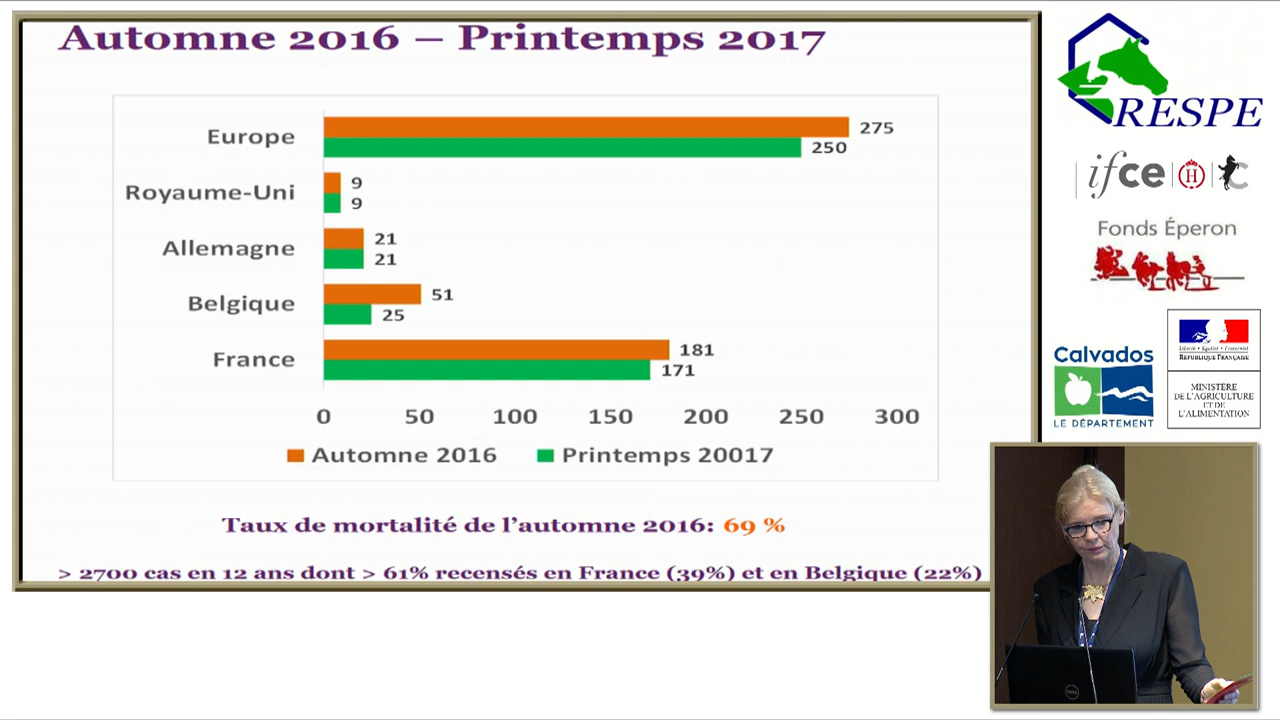 Automne 2016 – Printemps 2017
Europe
275
250
Royaume-Uni
9
9
Allemagne
21
21
Belgique
51
25
France
181
171
0 50 100 150 200 250 300
Automne 2016 Printemps 20017
Taux de mortalité de l'automne 2016: 69 %
> 2700 cas en 12 ans dont > 61% recensés en France (39%) et en Belgique (22%)
RESPE
ifce
H
Fonds Éperon
Calvados
LE DÉPARTEMENT
Liberté • Égalité • Fraternité
RÉPUBLIQUE FRANÇAISE
MINISTÈRE
DE L'AGRICULTURE
ET DE
L'ALIMENTATION
DELL